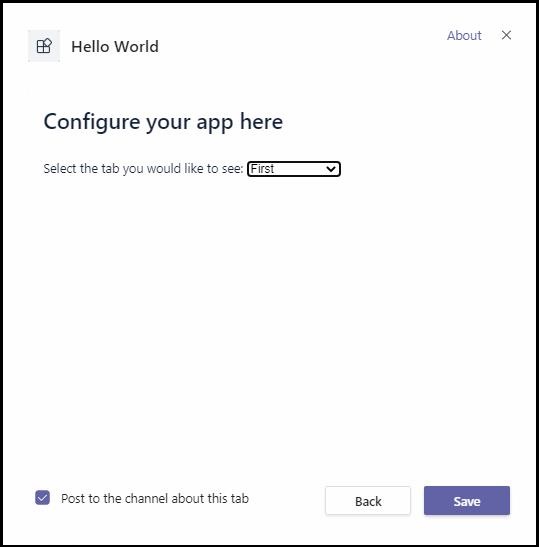 Hello World
About
Configure your app here
Select the tab you would like to see: First
Post to the channel about this tab
Back
Save